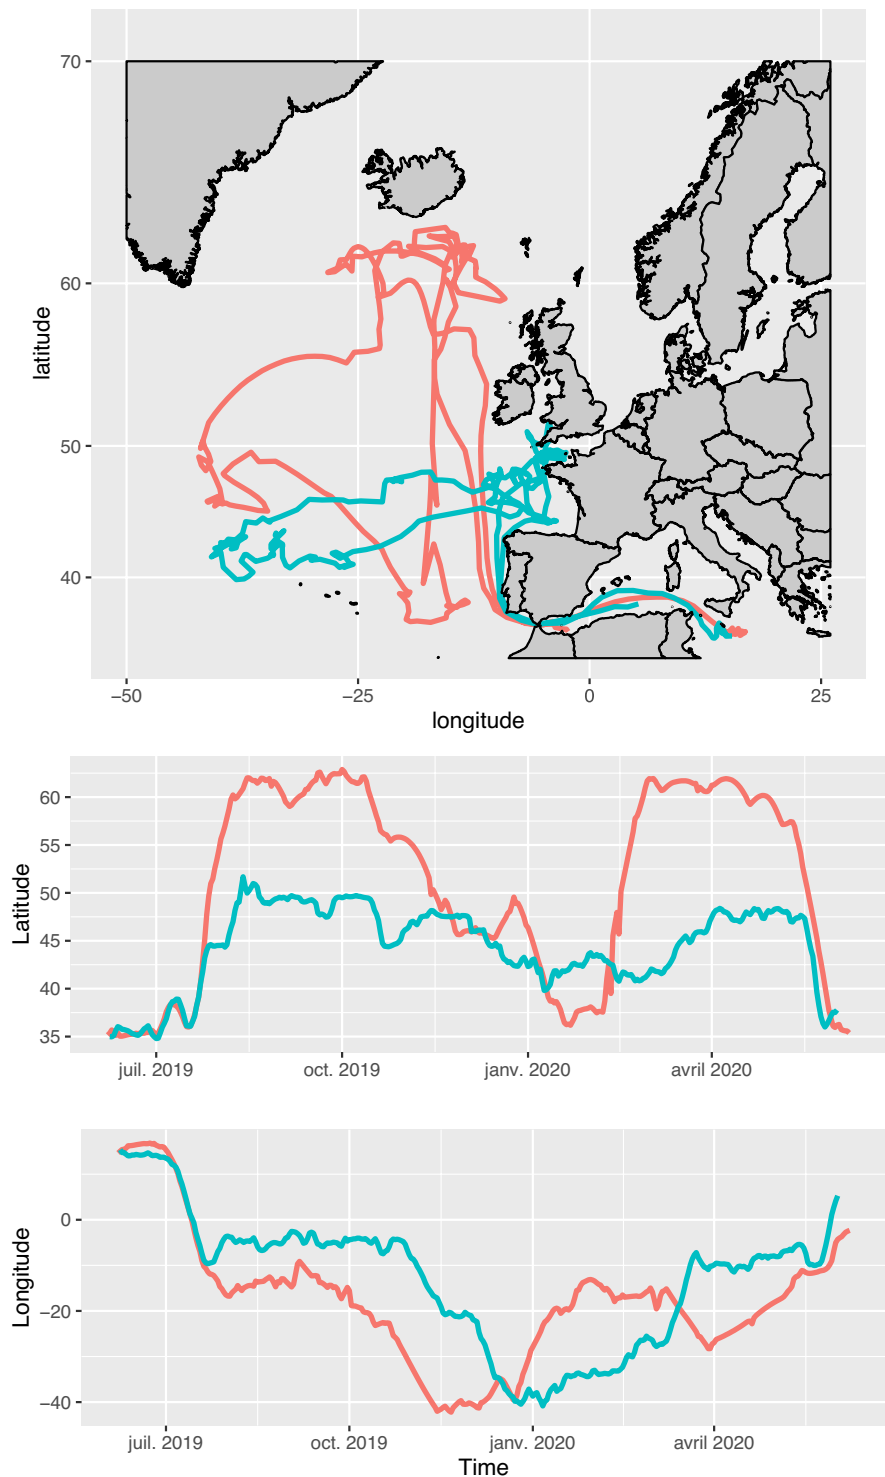 70
60
50
40
latitude
−50
−25
0
25
longitude
60
55
50
45
40
35
Latitude
juil. 2019
oct. 2019
janv. 2020
avril 2020
0
−20
−40
Longitude
juil. 2019
oct. 2019
janv. 2020
avril 2020
Time